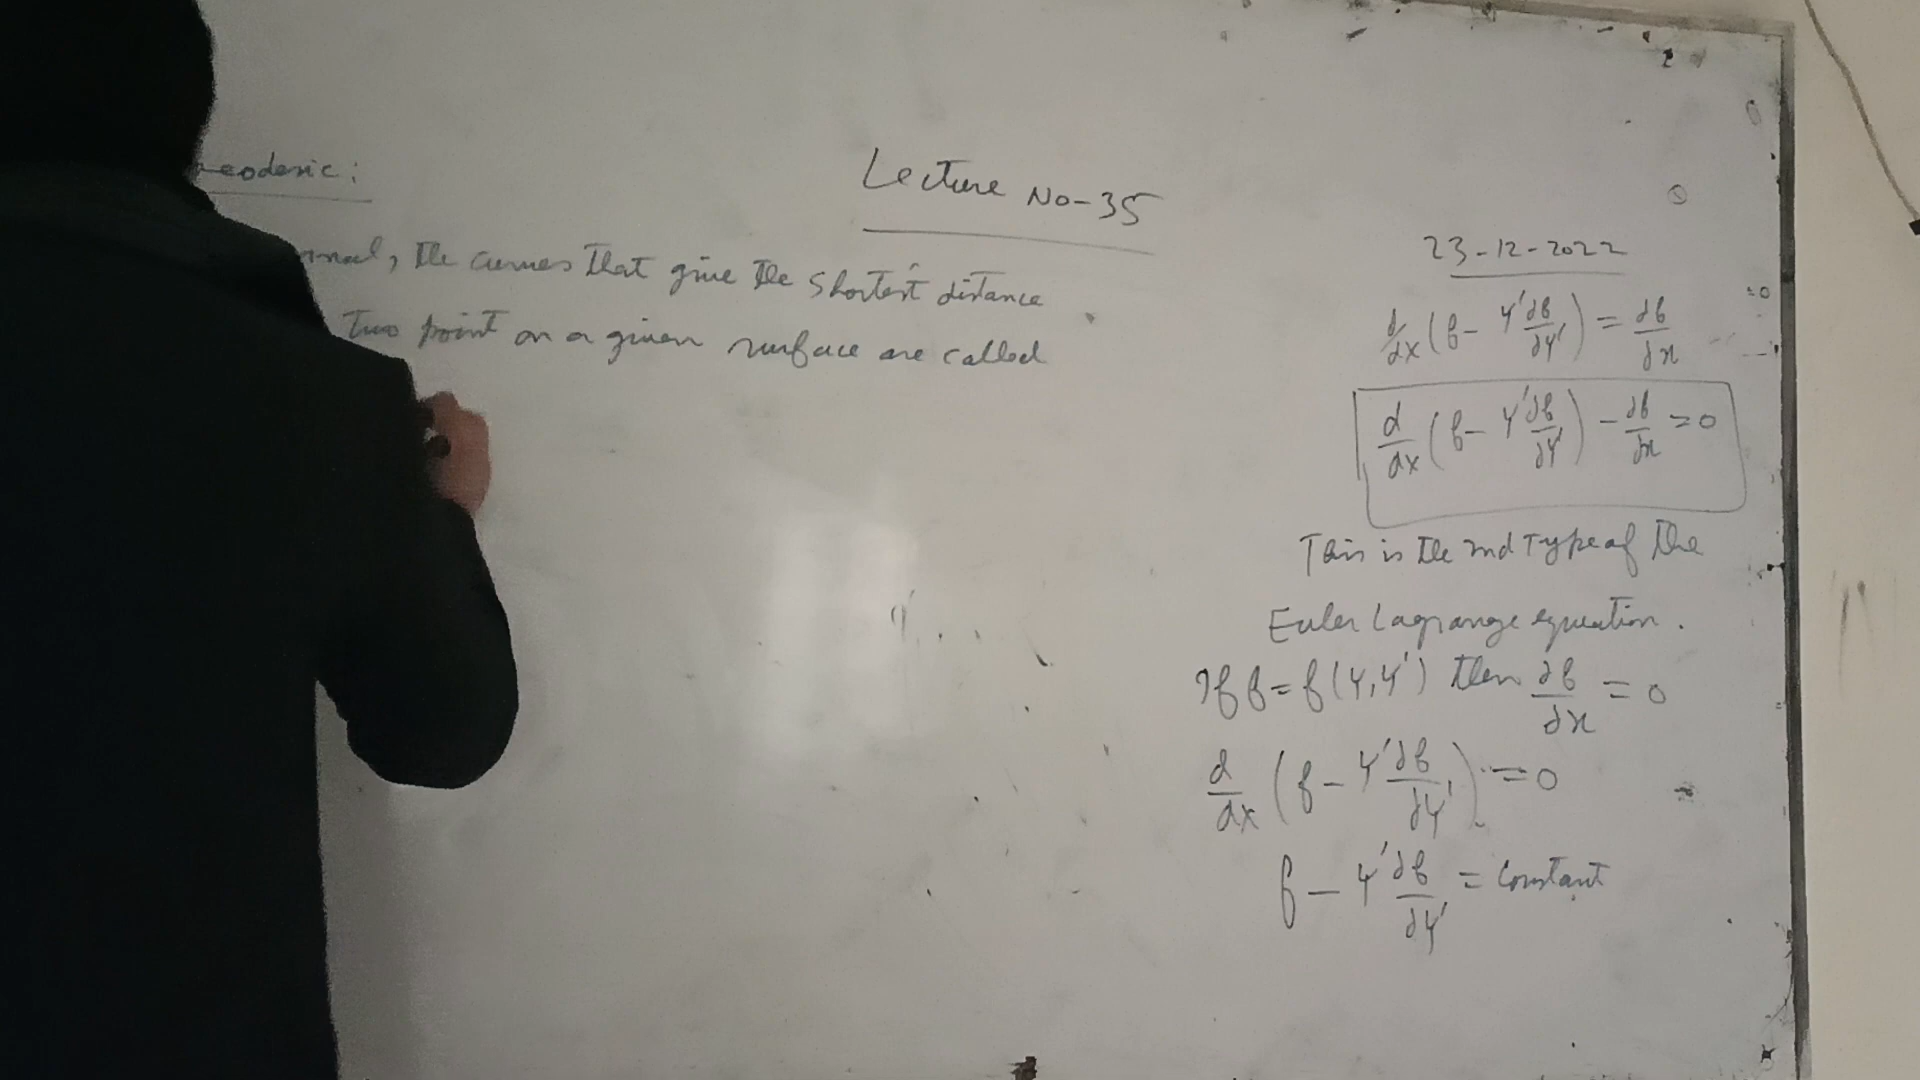 eodesic:
Lecture No-35
, the curves that give the shortest distance
two point on a given surface are called
23-12-2022
d/dx (f - y' ∂f/∂y') = ∂f/∂x
=0
d/dx (f - y' ∂f/∂y') - ∂f/∂x = 0
This is the 2nd Type of the
Euler Lagrange equation.
If f = f(y,y') then ∂f/∂x = 0
d/dx (f - y' ∂f/∂y') = 0
f - y' ∂f/∂y' = Constant